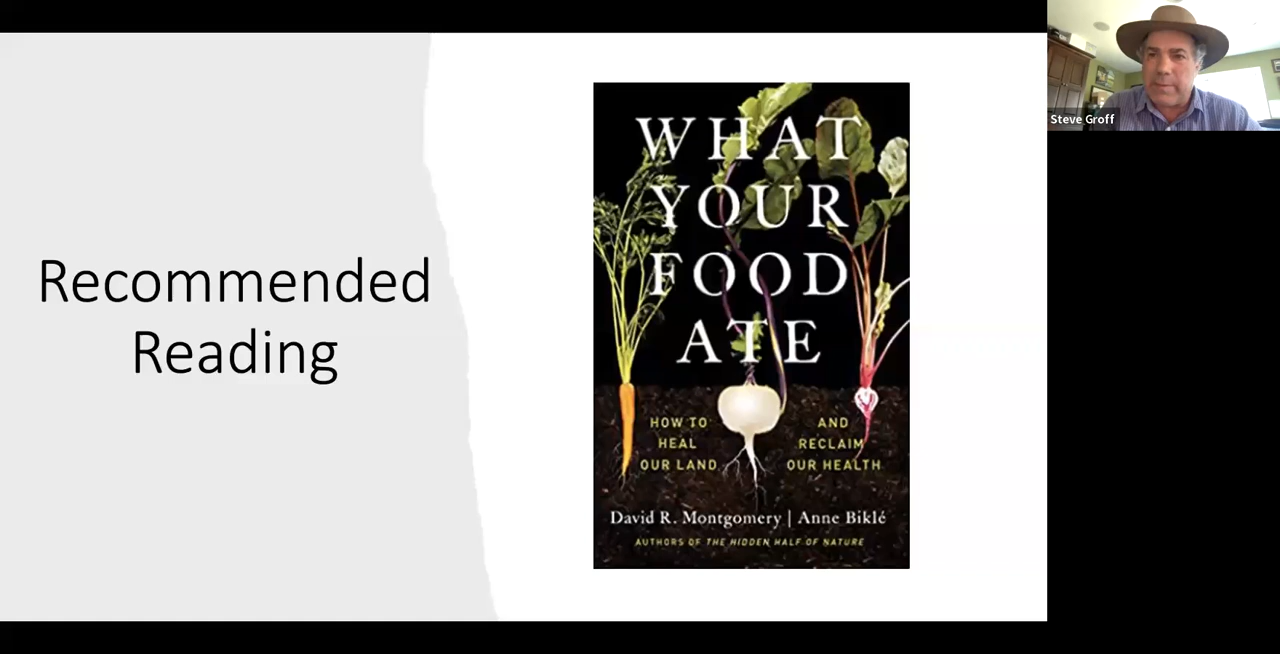 Recommended
Reading
WHAT
YOUR
FOOD
ATE
HOW TO
HEAL
OUR LAND
AND
RECLAIM
OUR HEALTH
David R. Montgomery | Anne Biklé
AUTHORS OF THE HIDDEN HALF OF NATURE
Steve Groff